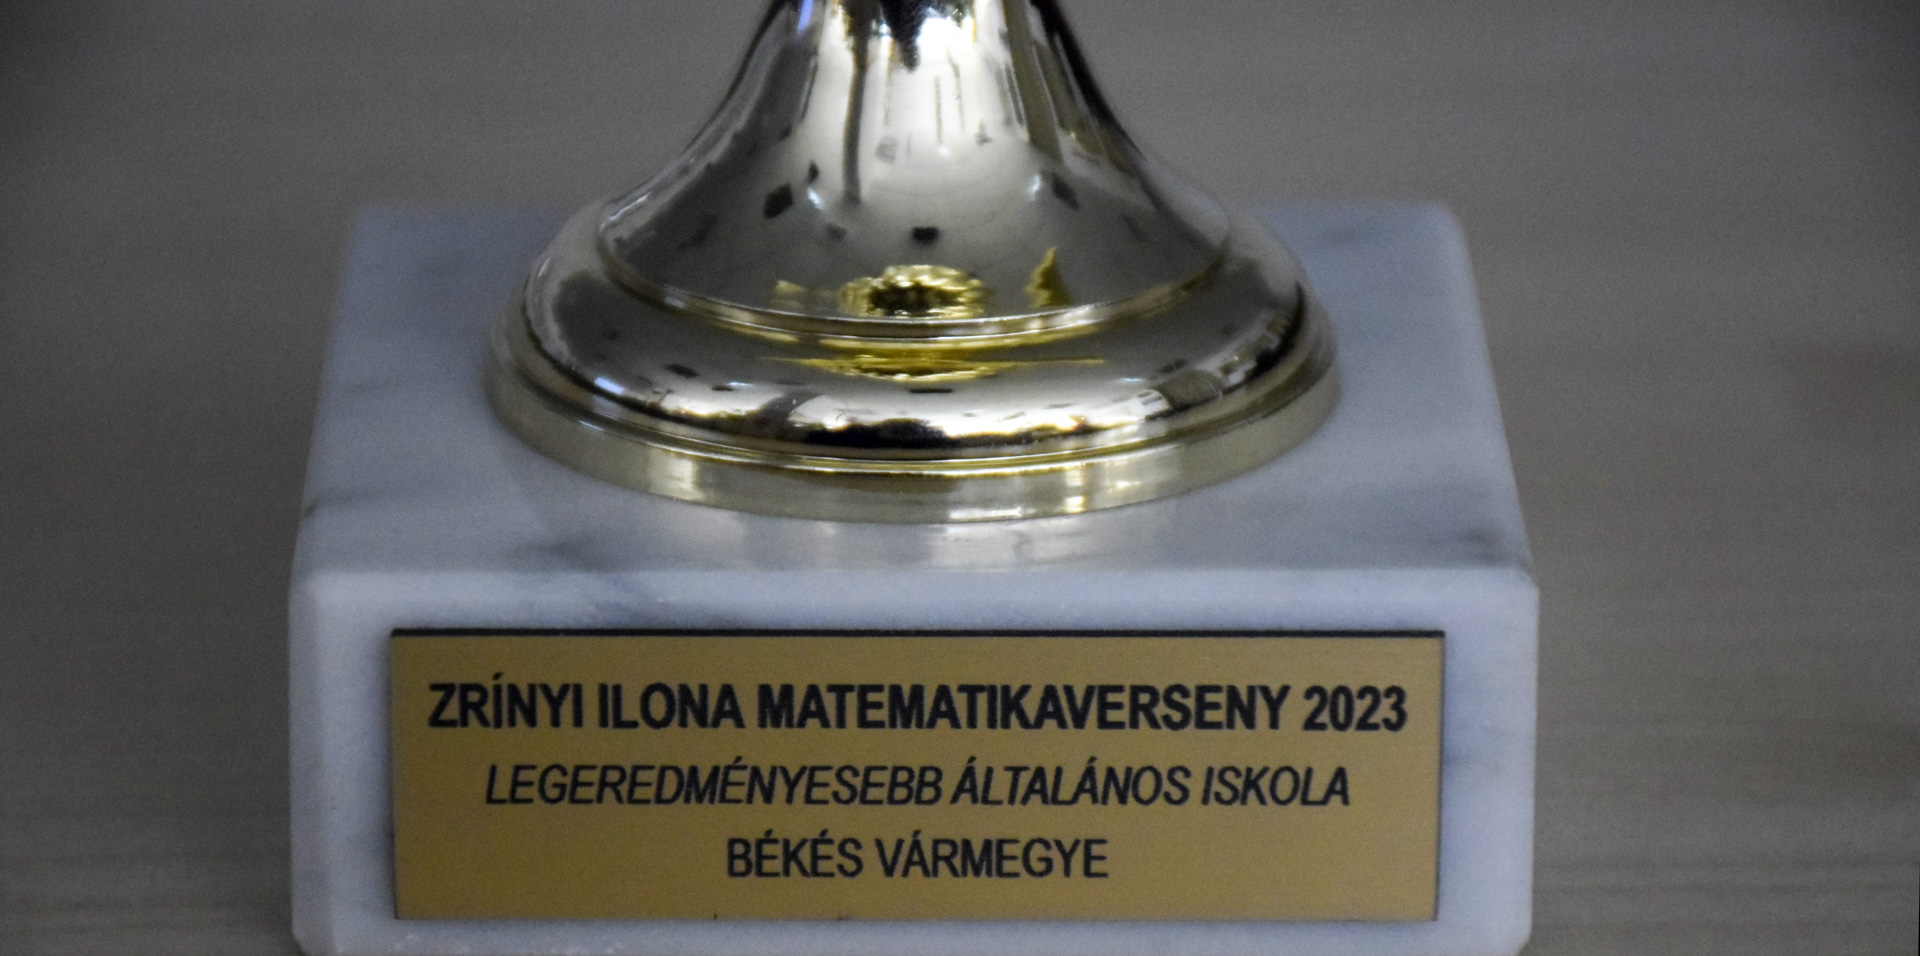 ZRÍNYI ILONA MATEMATIKAVERSENY 2023
LEGEREDMÉNYESEBB ÁLTALÁNOS ISKOLA
BÉKÉS VÁRMEGYE